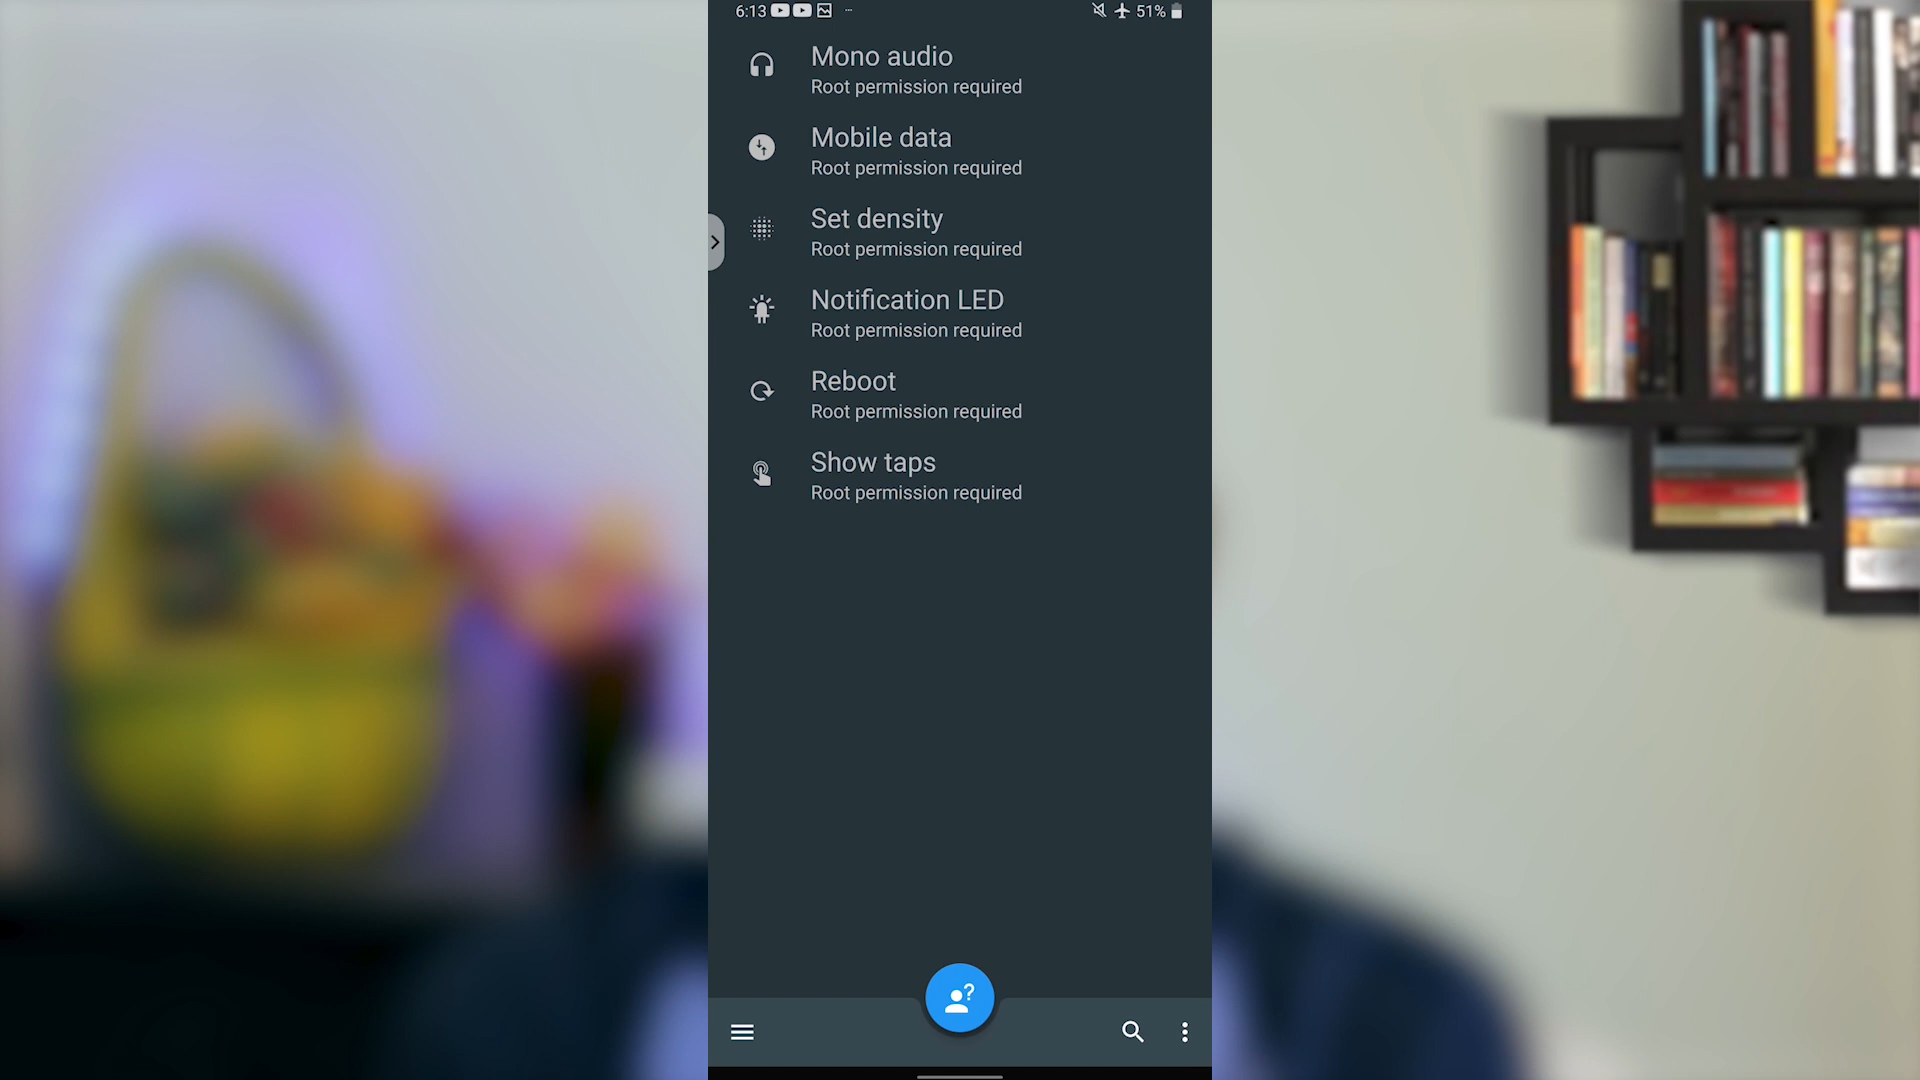 6:13
51%
Mono audio
Root permission required
Mobile data
Root permission required
Set density
Root permission required
Notification LED
Root permission required
Reboot
Root permission required
Show taps
Root permission required